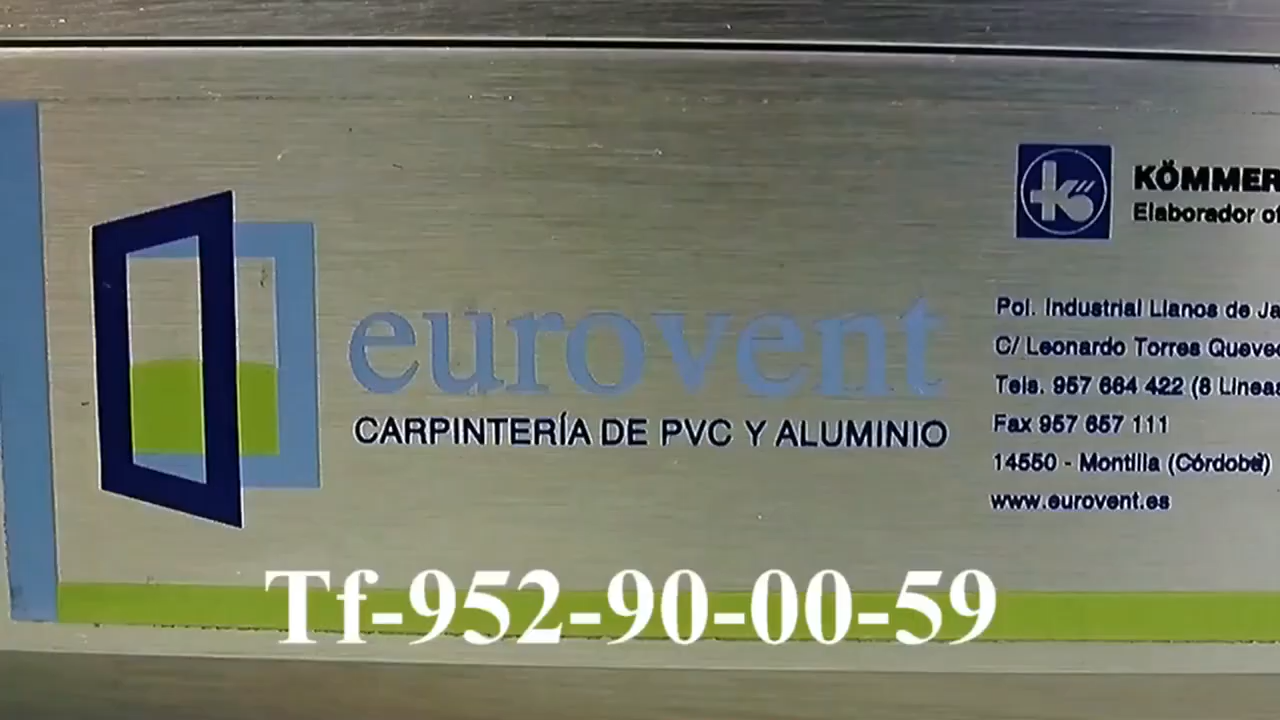 eurovent
CARPINTERÍA DE PVC Y ALUMINIO
KÖMMER
Elaborador of
Pol. Industrial Llanos de Ja
C/ Leonardo Torres Queved
Tels. 957 664 422 (8 Lineas
Fax 957 657 111
14550 - Montilla (Córdoba)
www.eurovent.es
Tf-952-90-00-59